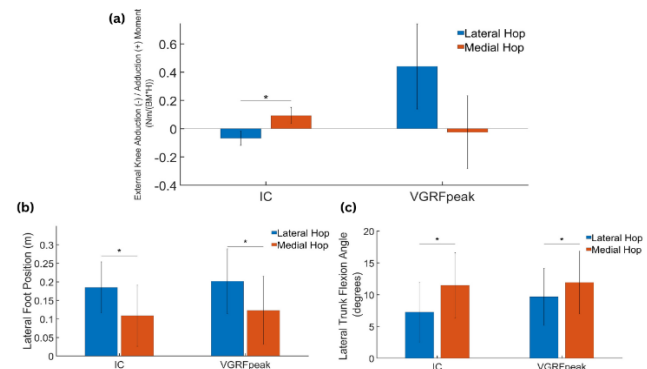 (a)
External Knee Abduction (-) / Adduction (+) Moment
(Nm/(BM*H))
0.6
0.4
0.2
0
-0.2
-0.4
*
Lateral Hop
Medial Hop
IC
VGRFpeak
(b)
Lateral Foot Position (m)
0.3
0.25
0.2
0.15
0.1
0.05
0
*
*
Lateral Hop
Medial Hop
IC
VGRFpeak
(c)
Lateral Trunk Flexion Angle
(degrees)
20
15
10
5
0
*
*
Lateral Hop
Medial Hop
IC
VGRFpeak